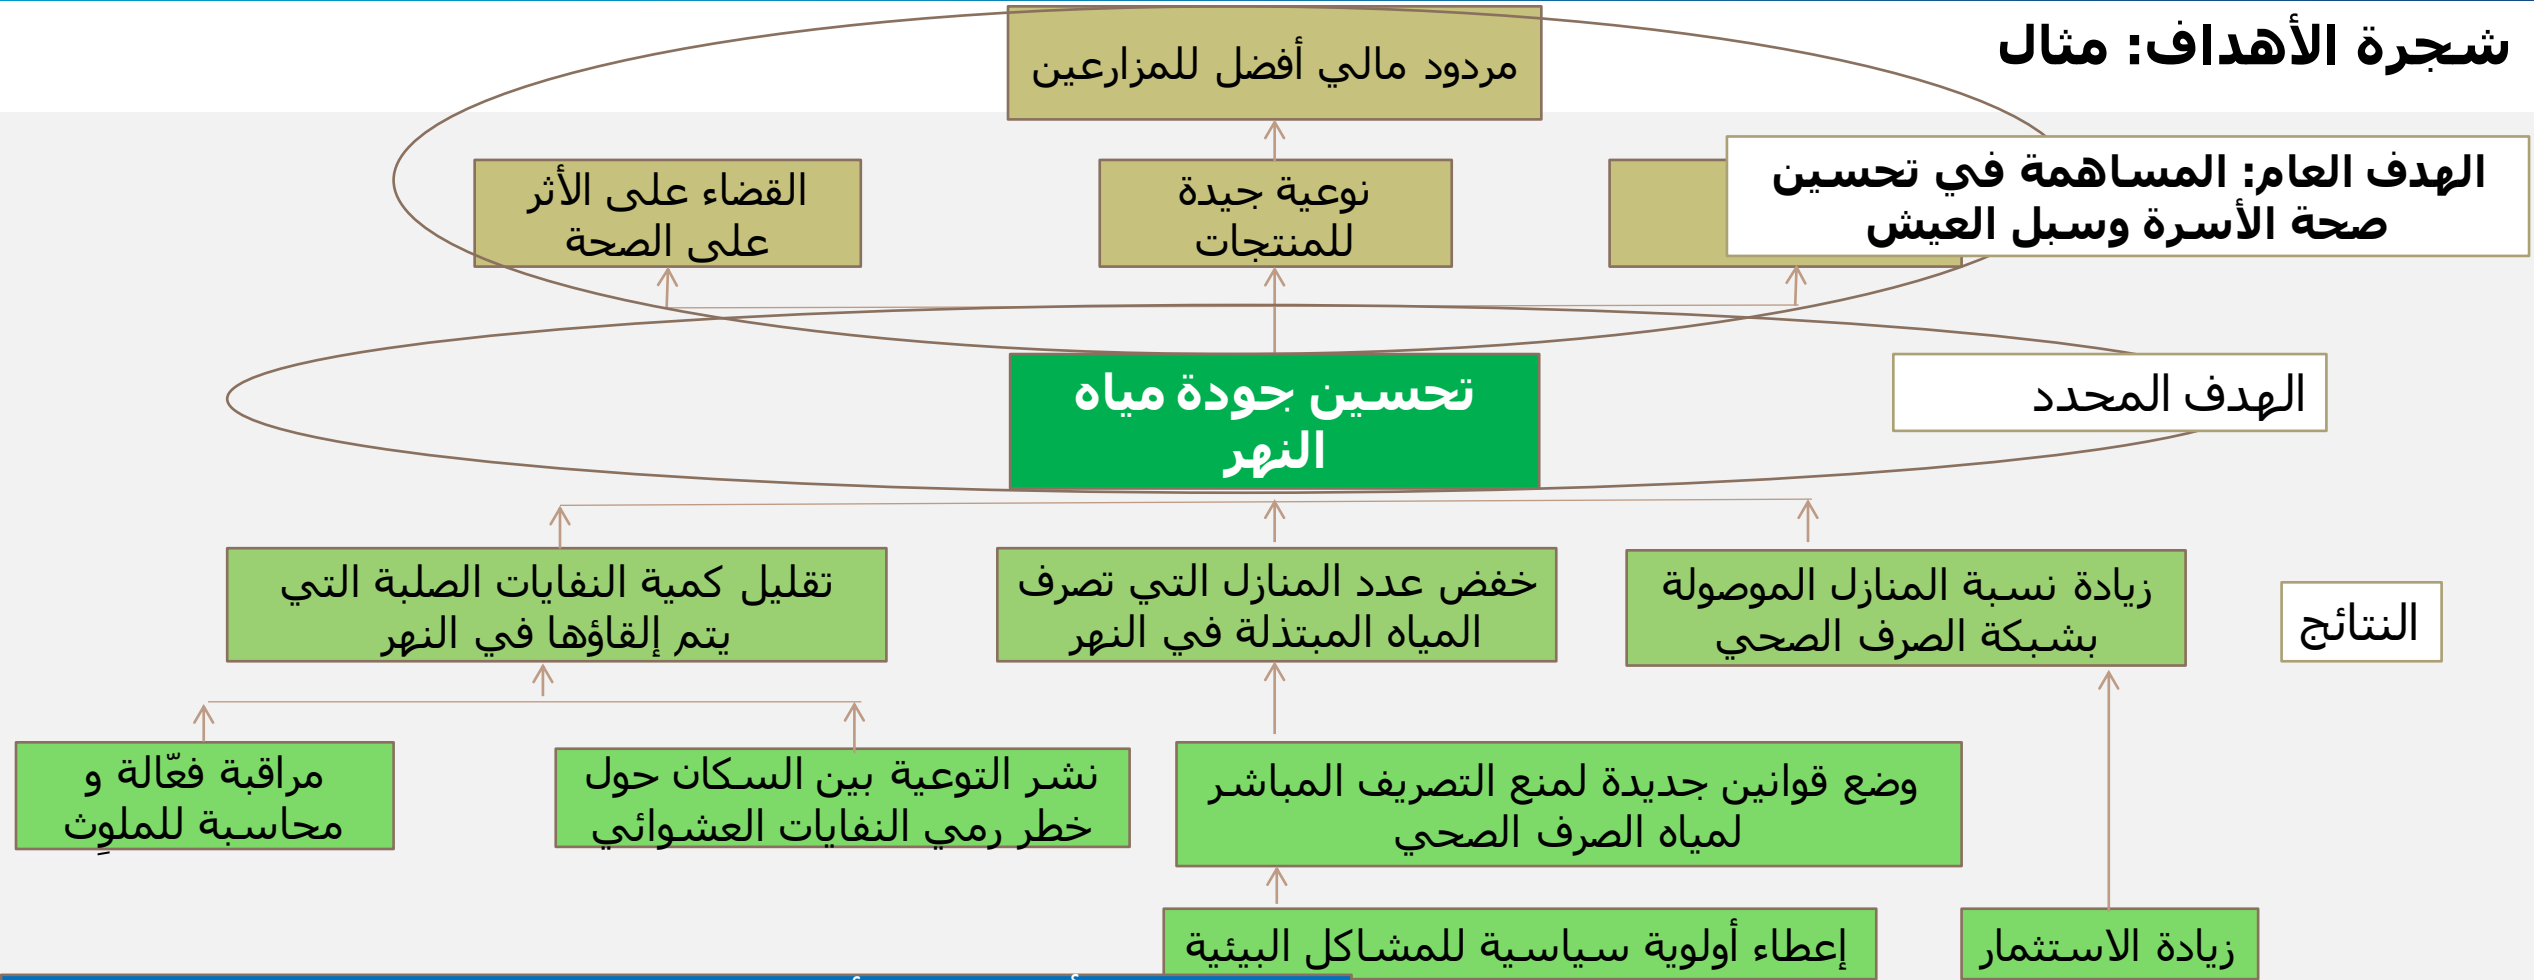 شجرة الأهداف: مثال
مردود مالي أفضل للمزارعين
الهدف العام: المساهمة في تحسين
صحة الأسرة وسبل العيش
نوعية جيدة
للمنتجات
القضاء على الأثر
على الصحة
الهدف المحدد
تحسين جودة مياه
النهر
النتائج
زيادة نسبة المنازل الموصولة
بشبكة الصرف الصحي
خفض عدد المنازل التي تصرف
المياه المبتذلة في النهر
تقليل كمية النفايات الصلبة التي
يتم إلقاؤها في النهر
وضع قوانين جديدة لمنع التصريف المباشر
لمياه الصرف الصحي
نشر التوعية بين السكان حول
خطر رمي النفايات العشوائي
مراقبة فعّالة و
محاسبة للملوِث
زيادة الاستثمار
إعطاء أولوية سياسية للمشاكل البيئية